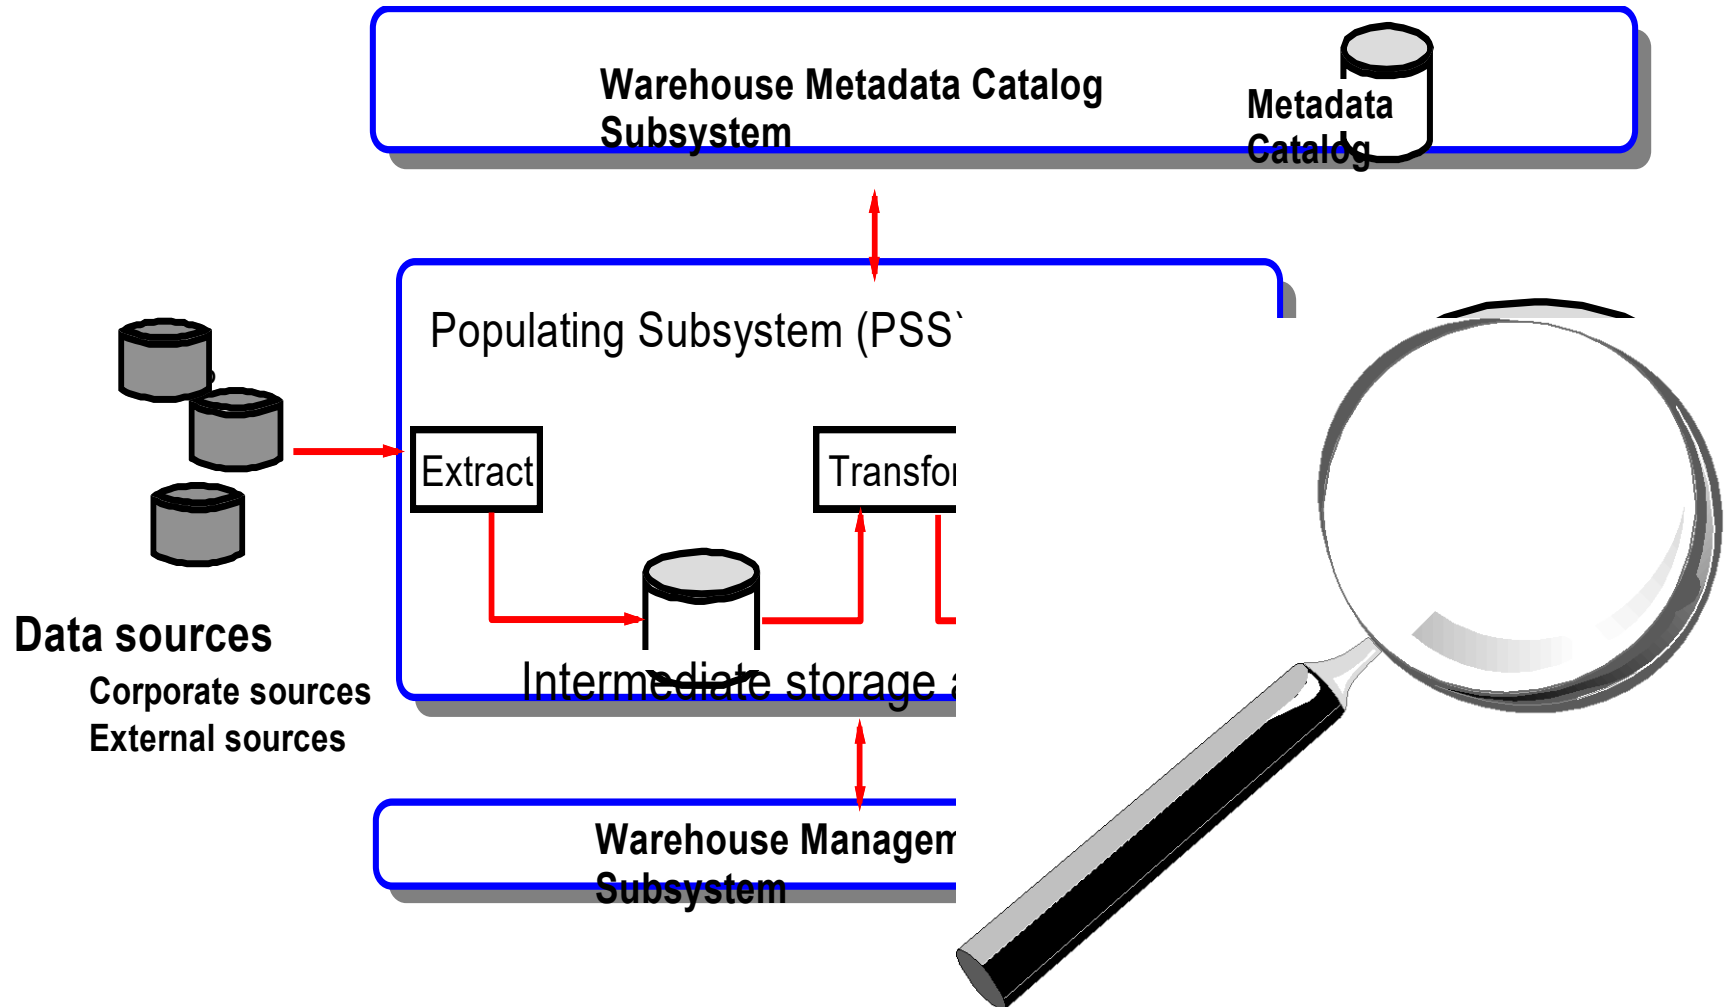 Warehouse Metadata Catalog
Subsystem
Metadata
Catalog
Populating Subsystem (PSS
Extract
Transfor
Data sources
Corporate sources
External sources
Intermediate storage a
Warehouse Managem
Subsystem